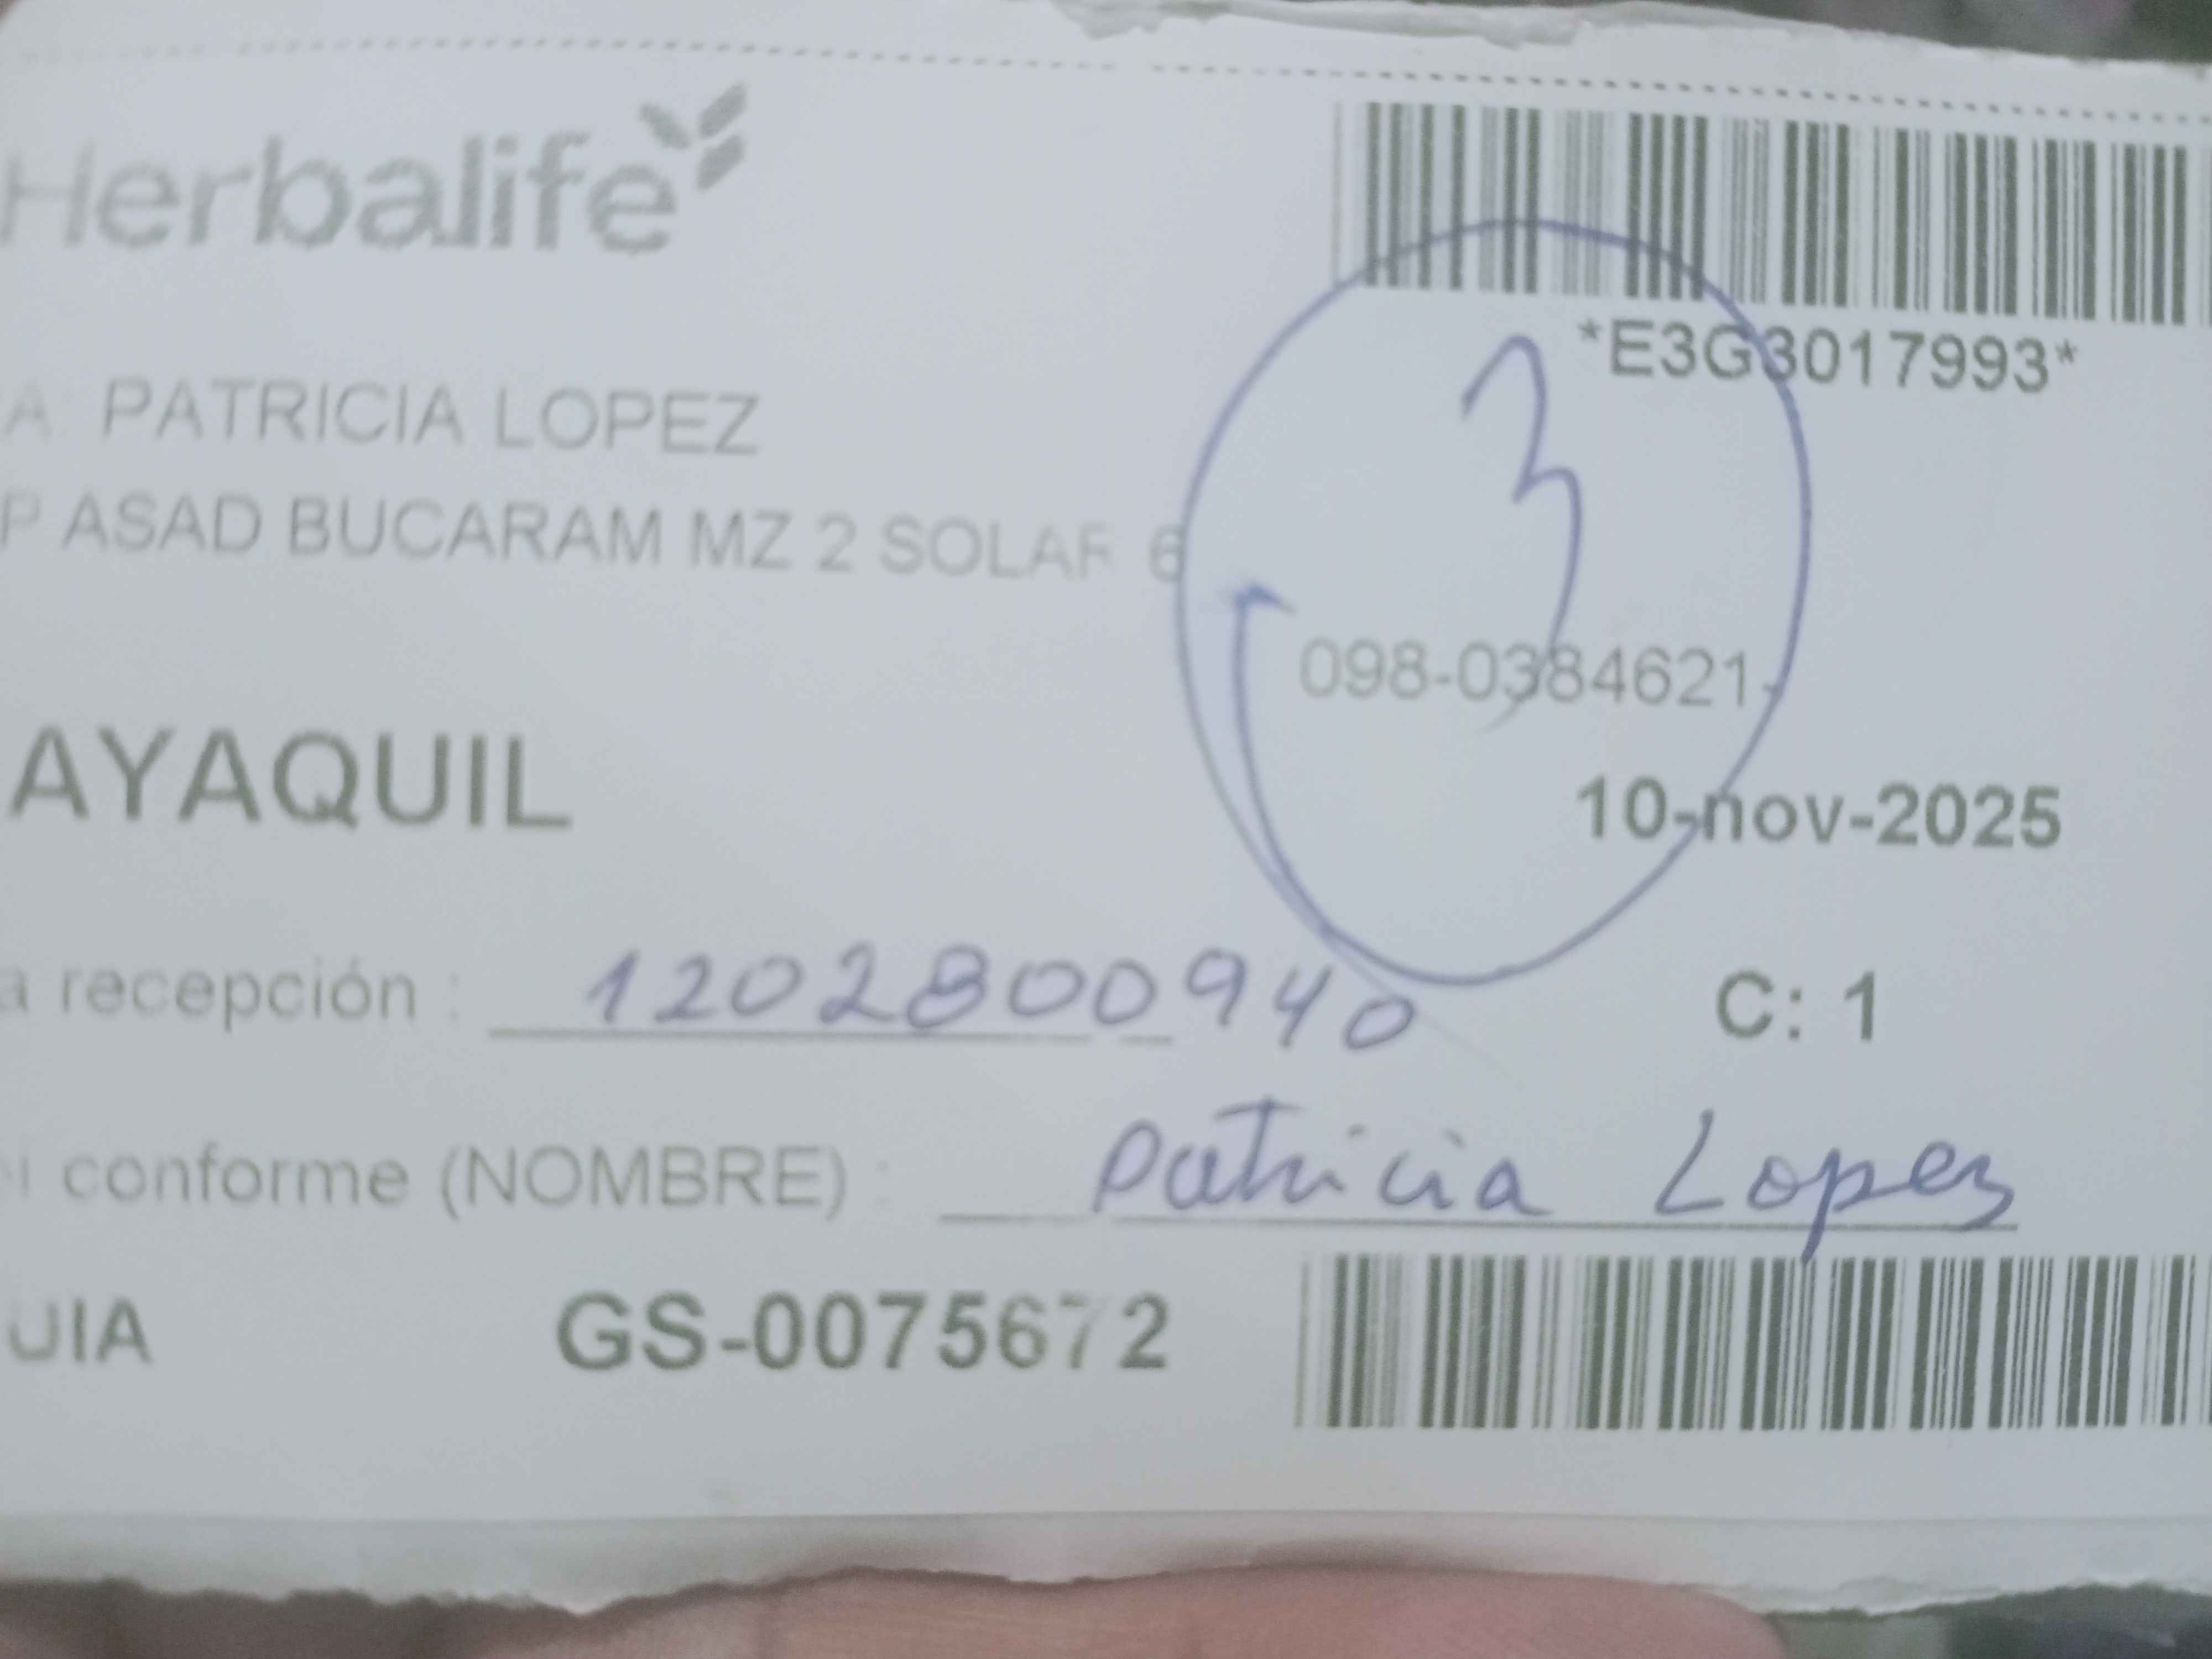 Herbalife
*E3G3017993*
A PATRICIA LOPEZ
P ASAD BUCARAM MZ 2 SOLAR 6
3
098-0384621
AYAQUIL
10-nov-2025
a recepción : 1202800940
C: 1
i conforme (NOMBRE) : Patricia Lopez
UIA GS-0075672